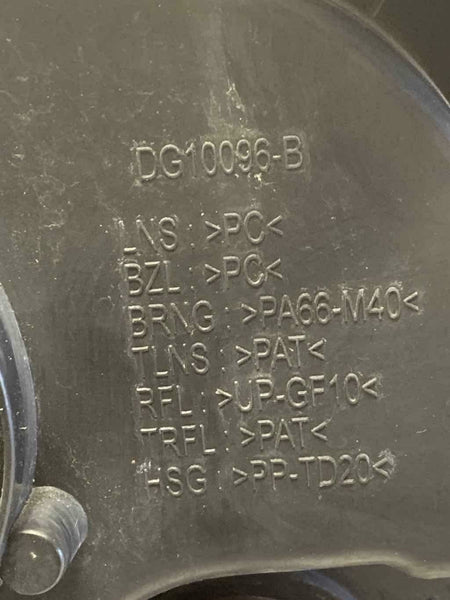 DG10096-B
LNS : >PC<
BZL : >PC<
BRNG : >PA66-M40<
TLNS : >PAT<
RFL : >UP-GF10<
TRFL : >PAT<
HSG : >PP-TD20<